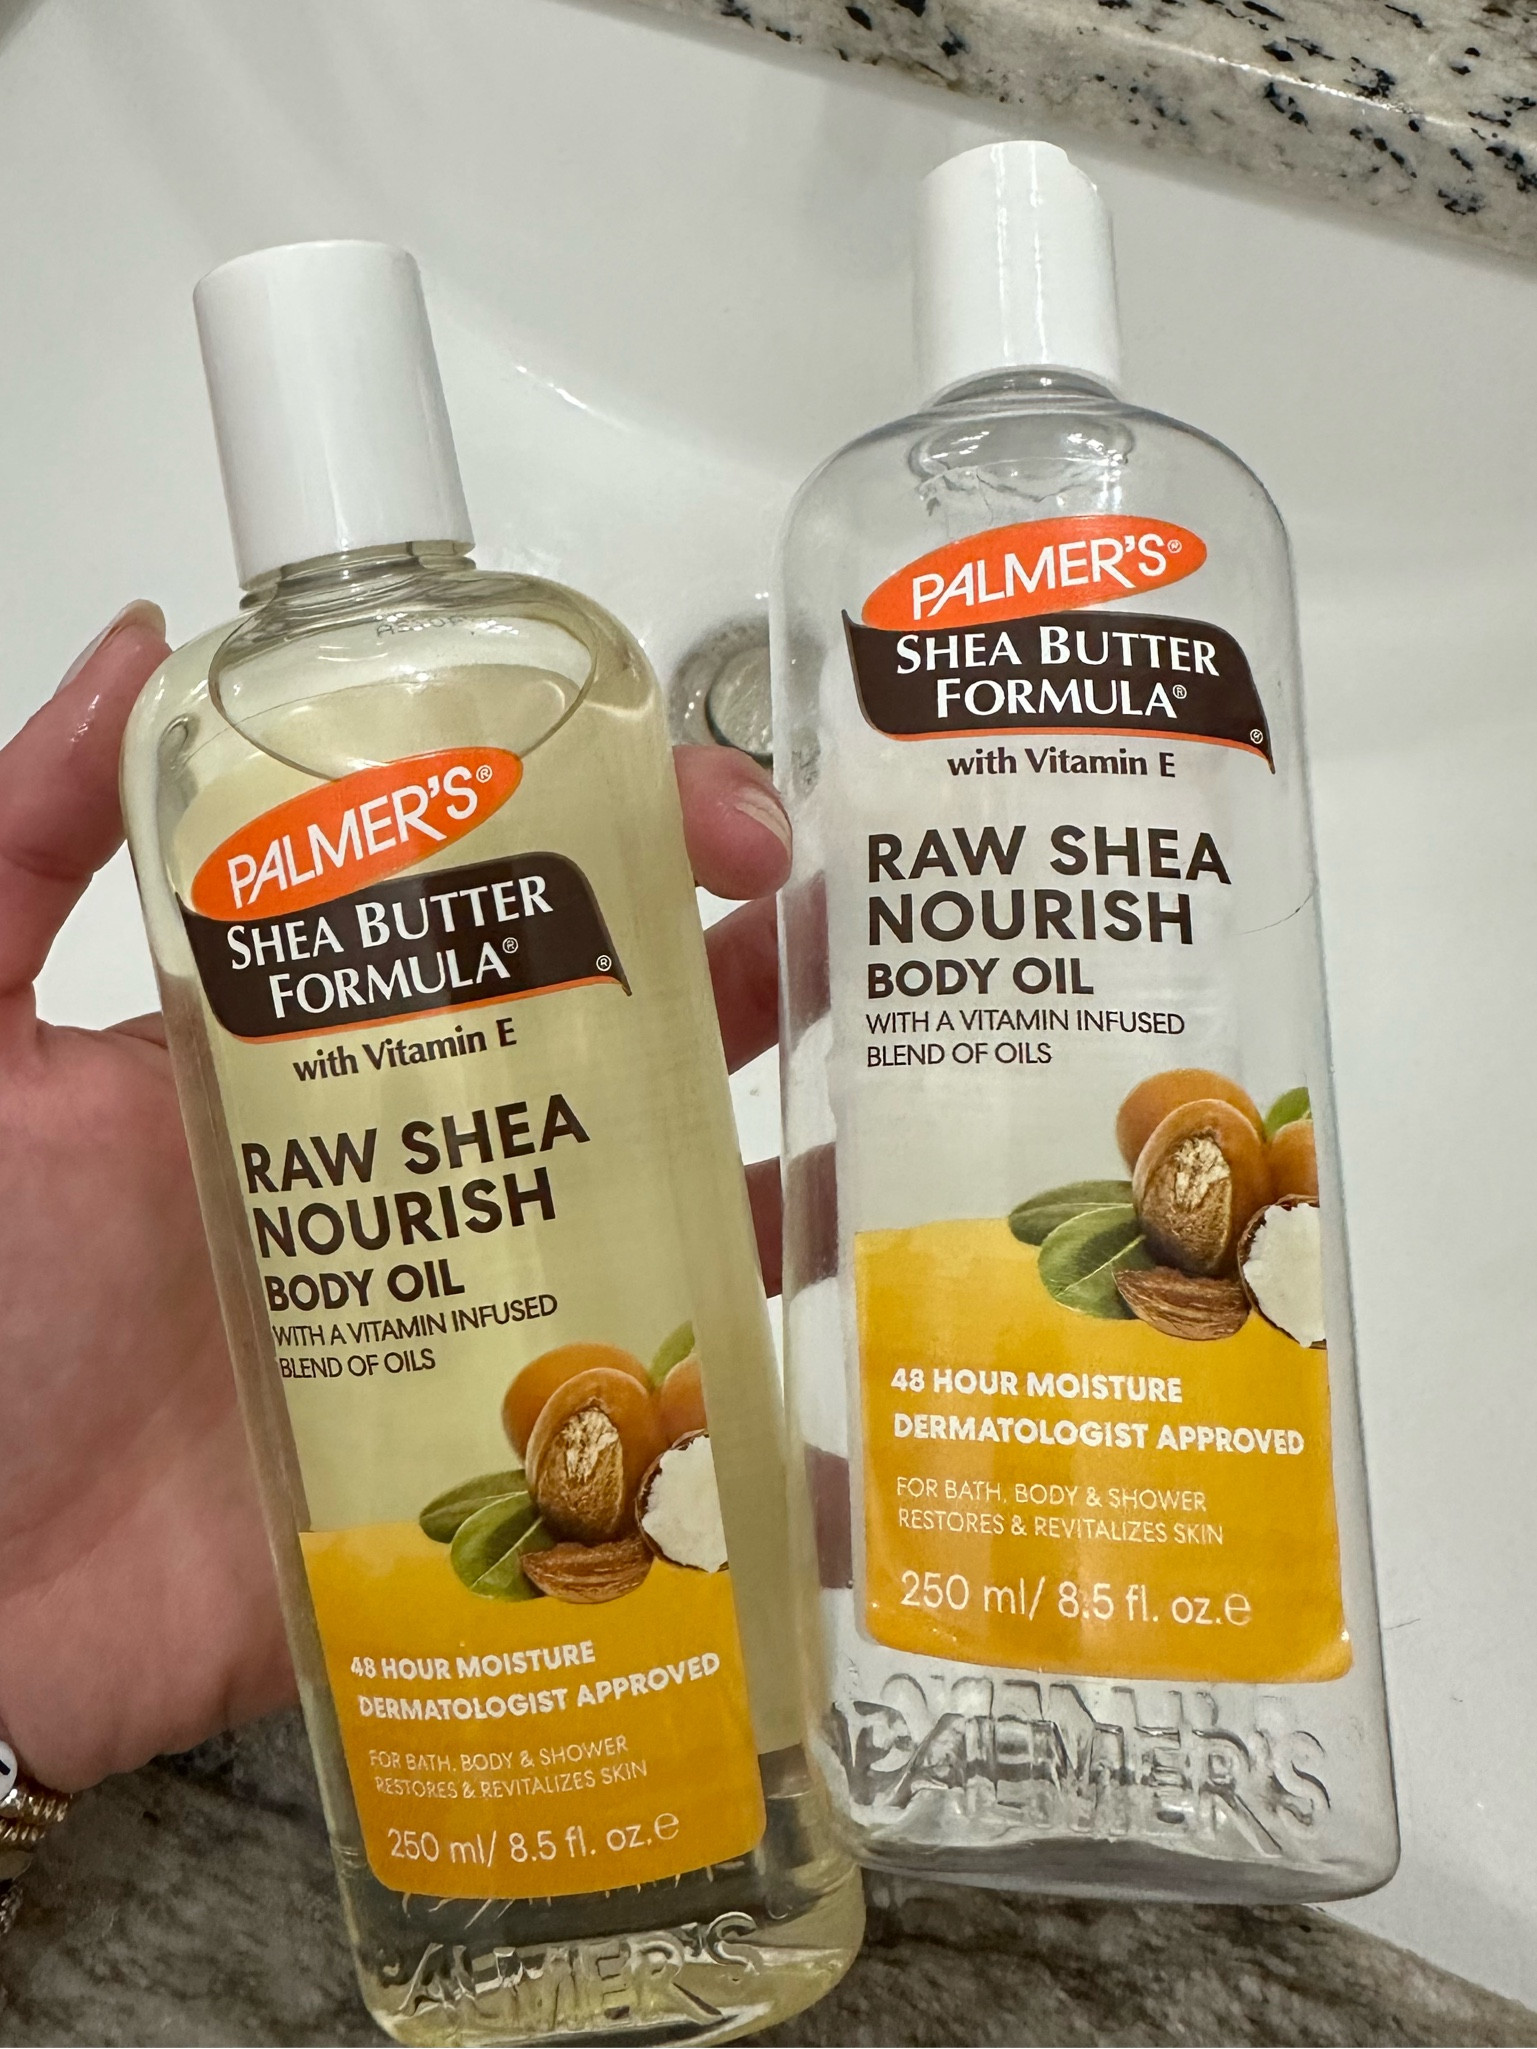 PALMER'S®
SHEA BUTTER
FORMULA®
®
with Vitamin E
RAW SHEA
NOURISH
BODY OIL
WITH A VITAMIN INFUSED
BLEND OF OILS
48 HOUR MOISTURE
DERMATOLOGIST APPROVED
FOR BATH, BODY & SHOWER
RESTORES & REVITALIZES SKIN
250 ml/ 8.5 fl. oz.℮
PALMER'S
PALMER'S®
SHEA BUTTER
FORMULA®
®
with Vitamin E
RAW SHEA
NOURISH
BODY OIL
WITH A VITAMIN INFUSED
BLEND OF OILS
48 HOUR MOISTURE
DERMATOLOGIST APPROVED
FOR BATH, BODY & SHOWER
RESTORES & REVITALIZES SKIN
250 ml/ 8.5 fl. oz.℮
PALMER'S